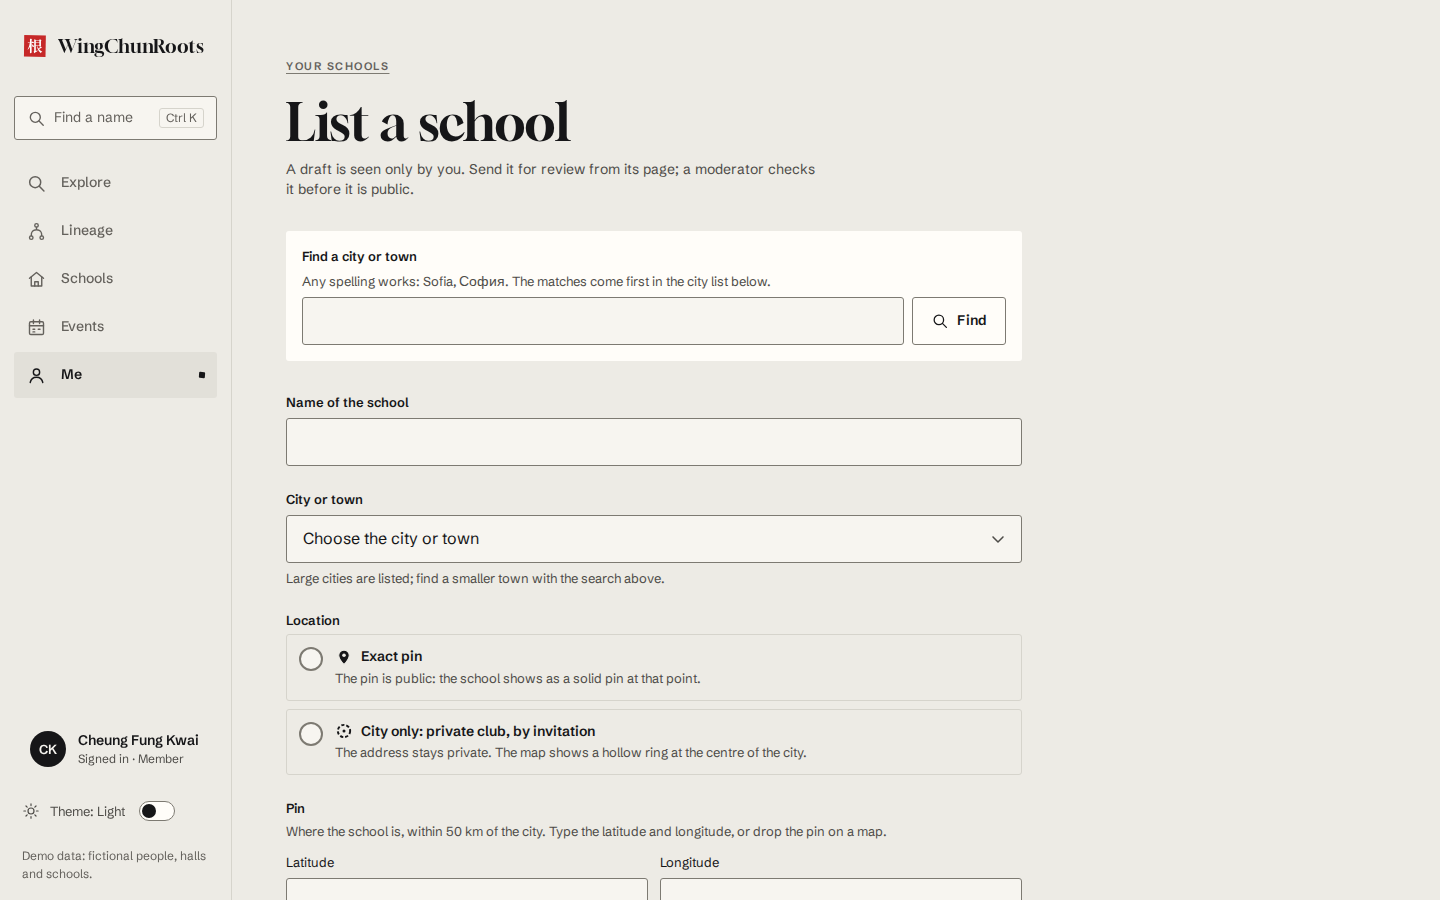 根 WingChunRoots
Find a name
Ctrl K
Explore
Lineage
Schools
Events
Me
CK
Cheung Fung Kwai
Signed in · Member
Theme: Light
Demo data: fictional people, halls
and schools.
YOUR SCHOOLS
List a school
A draft is seen only by you. Send it for review from its page; a moderator checks
it before it is public.
Find a city or town
Any spelling works: Sofia, София. The matches come first in the city list below.
Find
Name of the school
City or town
Choose the city or town
Large cities are listed; find a smaller town with the search above.
Location
Exact pin
The pin is public: the school shows as a solid pin at that point.
City only: private club, by invitation
The address stays private. The map shows a hollow ring at the centre of the city.
Pin
Where the school is, within 50 km of the city. Type the latitude and longitude, or drop the pin on a map.
Latitude
Longitude